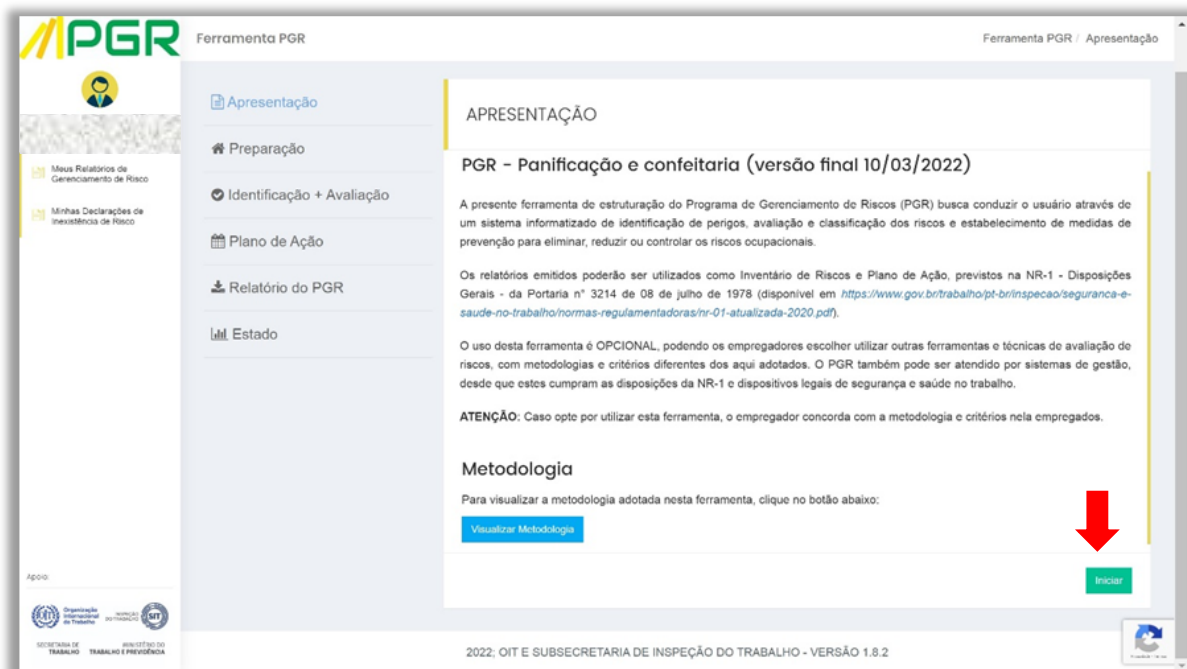 PGR
Ferramenta PGR
Ferramenta PGR / Apresentação
Meus Relatórios de
Gerenciamento de Risco
Minhas Declarações de
Inexistência de Risco
Apresentação
Preparação
Identificação + Avaliação
Plano de Ação
Relatório do PGR
Estado
APRESENTAÇÃO
PGR - Panificação e confeitaria (versão final 10/03/2022)
A presente ferramenta de estruturação do Programa de Gerenciamento de Riscos (PGR) busca conduzir o usuário através de
um sistema informatizado de identificação de perigos, avaliação e classificação dos riscos e estabelecimento de medidas de
prevenção para eliminar, reduzir ou controlar os riscos ocupacionais.
Os relatórios emitidos poderão ser utilizados como Inventário de Riscos e Plano de Ação, previstos na NR-1 - Disposições
Gerais - da Portaria n° 3214 de 08 de julho de 1978 (disponível em https://www.gov.br/trabalho/pt-br/inspecao/seguranca-e-
saude-no-trabalho/normas-regulamentadoras/nr-01-atualizada-2020.pdf).
O uso desta ferramenta é OPCIONAL, podendo os empregadores escolher utilizar outras ferramentas e técnicas de avaliação de
riscos, com metodologias e critérios diferentes dos aqui adotados. O PGR também pode ser atendido por sistemas de gestão,
desde que estes cumpram as disposições da NR-1 e dispositivos legais de segurança e saúde no trabalho.
ATENÇÃO: Caso opte por utilizar esta ferramenta, o empregador concorda com a metodologia e critérios nela empregados.
Metodologia
Para visualizar a metodologia adotada nesta ferramenta, clique no botão abaixo:
Visualizar Metodologia
Iniciar
Apoio:
Organização
Internacional
do Trabalho
INSPEÇÃO
DO TRABALHO
SIT
SECRETARIA DE
TRABALHO
MINISTÉRIO DO
TRABALHO E PREVIDÊNCIA
2022; OIT E SUBSECRETARIA DE INSPEÇÃO DO TRABALHO - VERSÃO 1.8.2